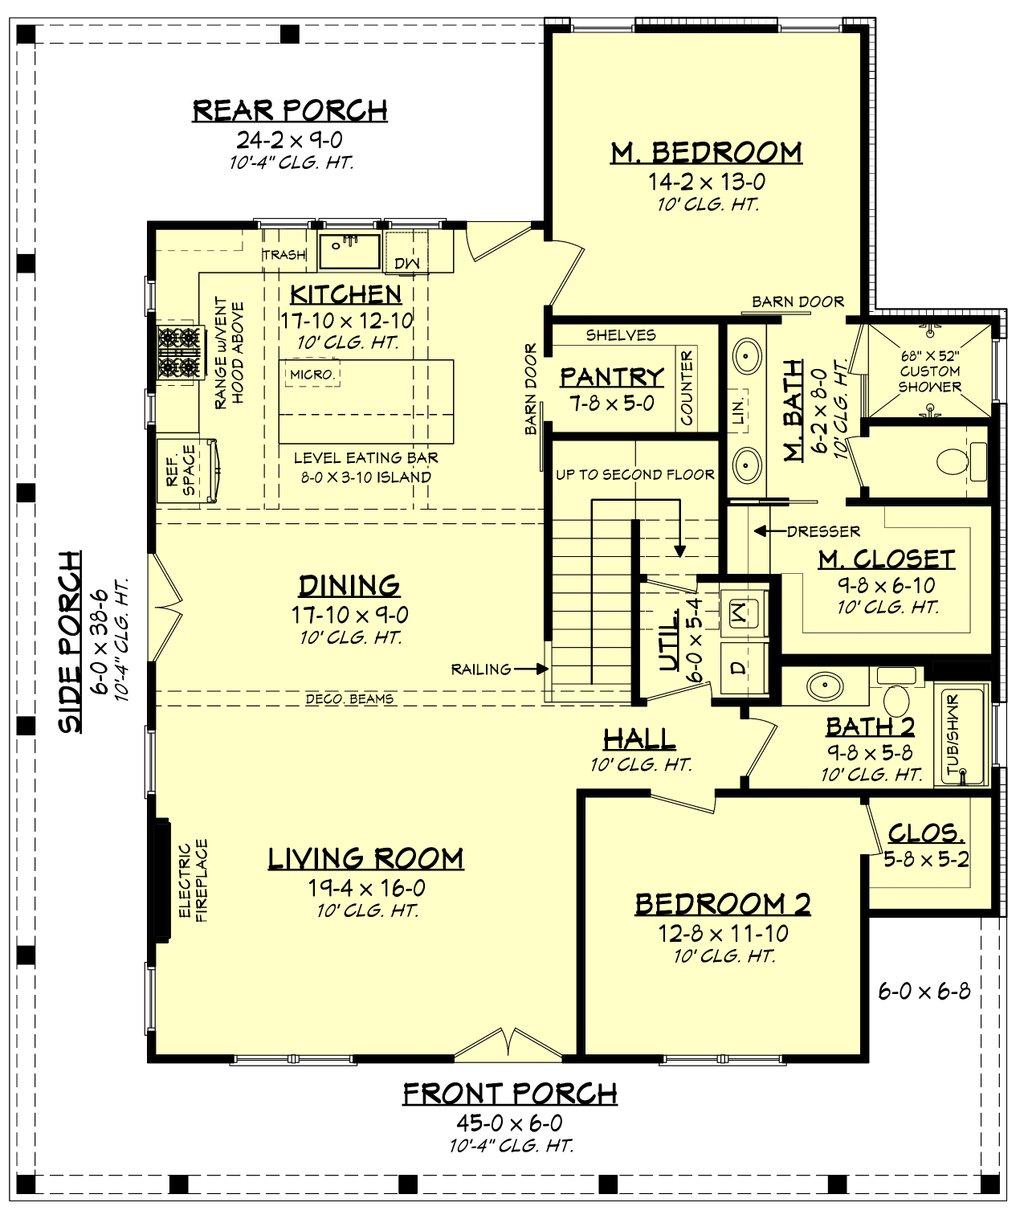 REAR PORCH
24-2 x 9-0
10'-4" CLG. HT.
M. BEDROOM
14-2 x 13-0
10' CLG. HT.
TRASH
DW
KITCHEN
17-10 x 12-10
10' CLG. HT.
RANGE w/VENT
HOOD ABOVE
MICRO.
LEVEL EATING BAR
8-0 x 3-10 ISLAND
REF.
SPACE
BARN DOOR
SHELVES
PANTRY
7-8 x 5-0
COUNTER
BARN DOOR
LIN.
M. BATH
6-2 x 8-0
10' CLG. HT.
68" x 52"
CUSTOM
SHOWER
UP TO SECOND FLOOR
DRESSER
M. CLOSET
9-8 x 6-10
10' CLG. HT.
SIDE PORCH
6-0 x 38-6
10'-4" CLG. HT.
DINING
17-10 x 9-0
10' CLG. HT.
RAILING
UTIL.
6-0 x 5-4
W
D
DECO. BEAMS
HALL
10' CLG. HT.
BATH 2
9-8 x 5-8
10' CLG. HT.
TUB/SHWR
ELECTRIC
FIREPLACE
LIVING ROOM
19-4 x 16-0
10' CLG. HT.
CLOS.
5-8 x 5-2
BEDROOM 2
12-8 x 11-10
10' CLG. HT.
6-0 x 6-8
FRONT PORCH
45-0 x 6-0
10'-4" CLG. HT.